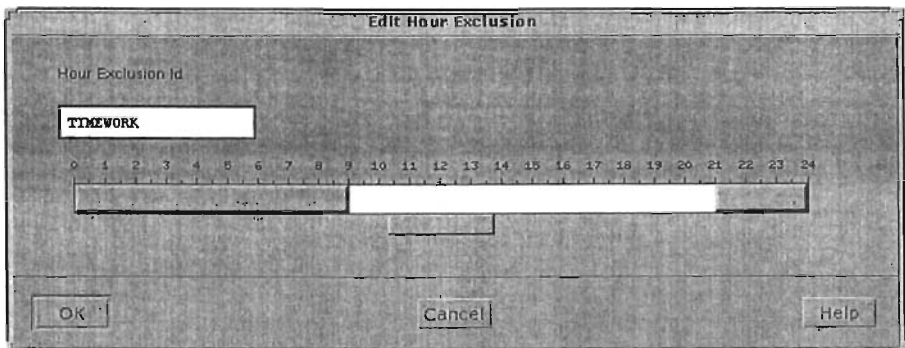 Edit Hour Exclusion
Hour Exclusion Id
TIMEWORK
0 1 2 3 4 5 6 7 8 9 10 11 12 13 14 15 16 17 18 19 20 21 22 23 24
OK Cancel Help